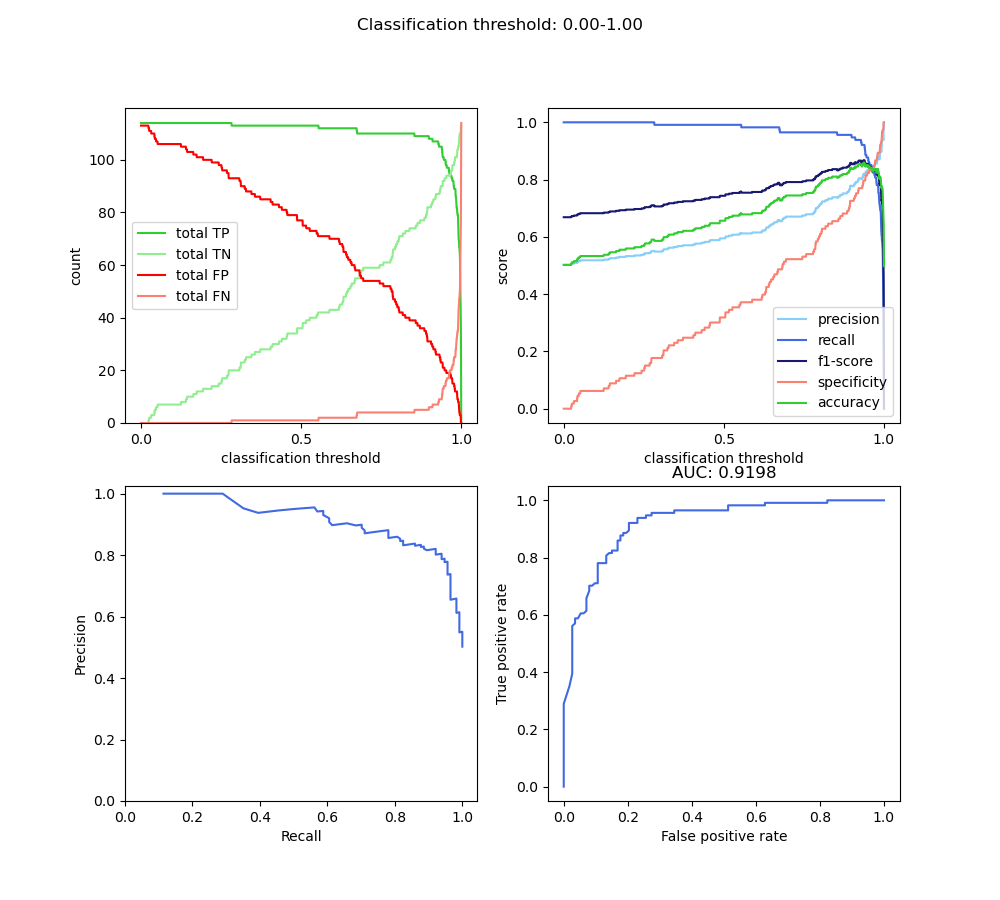 Classification threshold: 0.00-1.00
count
100
80
60
40
20
0
total TP
total TN
total FP
total FN
0.0 0.5 1.0
classification threshold
score
1.0
0.8
0.6
0.4
0.2
0.0
precision
recall
f1-score
specificity
accuracy
0.0 0.5 1.0
classification threshold
Precision
1.0
0.8
0.6
0.4
0.2
0.0
0.0 0.2 0.4 0.6 0.8 1.0
Recall
AUC: 0.9198
True positive rate
1.0
0.8
0.6
0.4
0.2
0.0
0.0 0.2 0.4 0.6 0.8 1.0
False positive rate